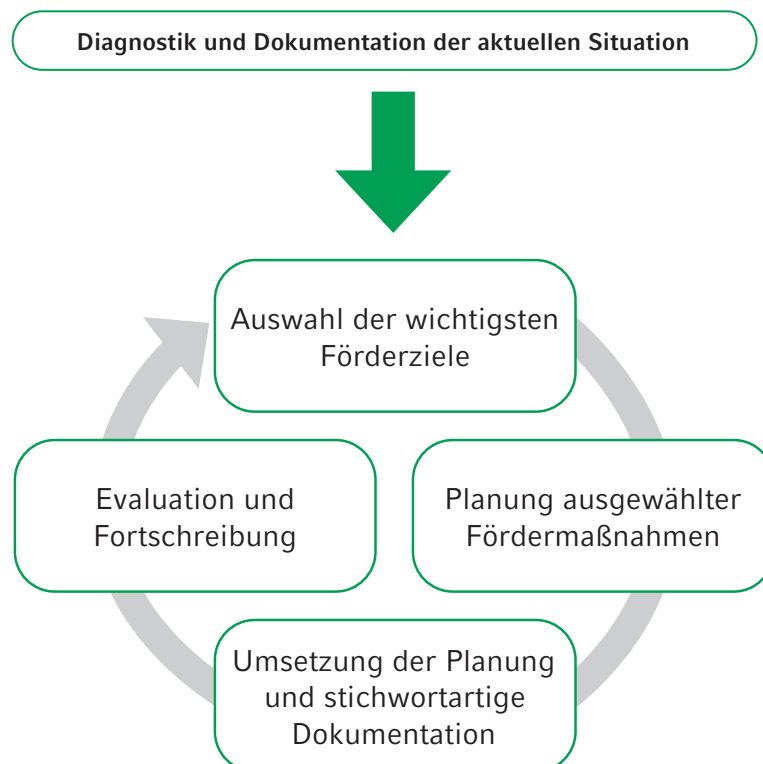 Diagnostik und Dokumentation der aktuellen Situation
Auswahl der wichtigsten
Förderziele
Planung ausgewählter
Fördermaßnahmen
Umsetzung der Planung
und stichwortartige
Dokumentation
Evaluation und
Fortschreibung